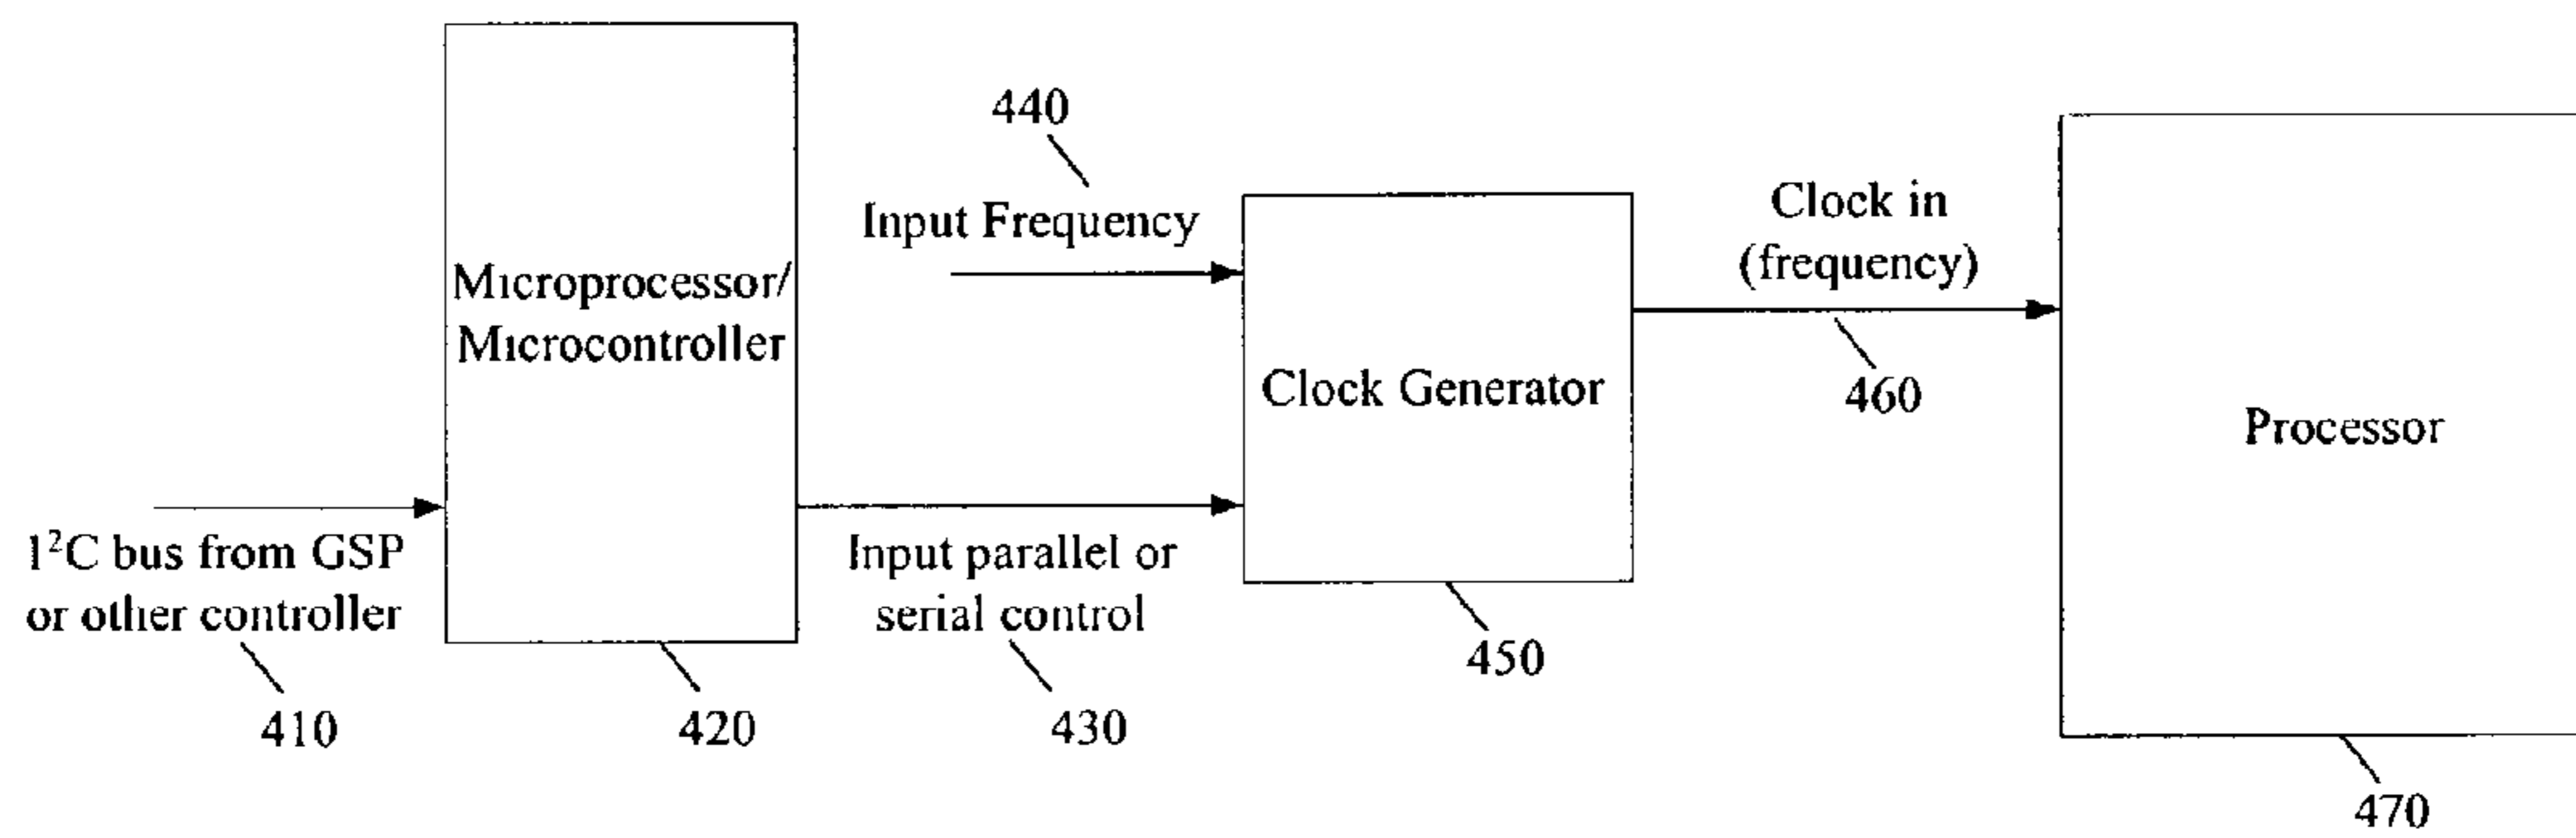 440
Input Frequency
Clock in
(frequency)
Microprocessor/
Microcontroller
Clock Generator
460
Processor
I²C bus from GSP
or other controller
Input parallel or
serial control
450
410
420
430
470